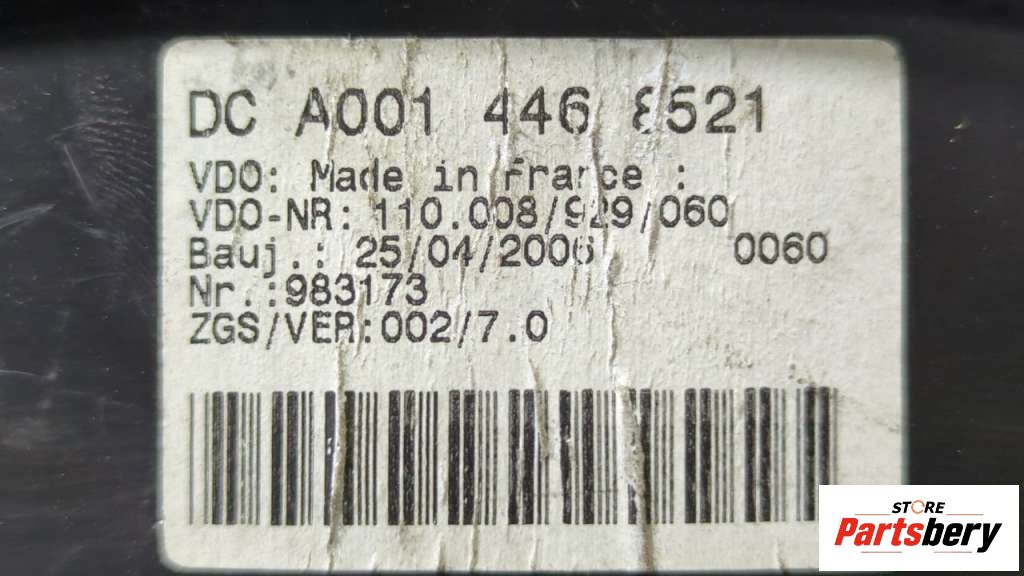 DC A001 446 8521
VDO: Made in France :
VDO-NR: 110.008/929/060
Bauj.: 25/04/2006 0060
Nr.:983173
ZGS/VER:002/7.0
STORE
Partsbery